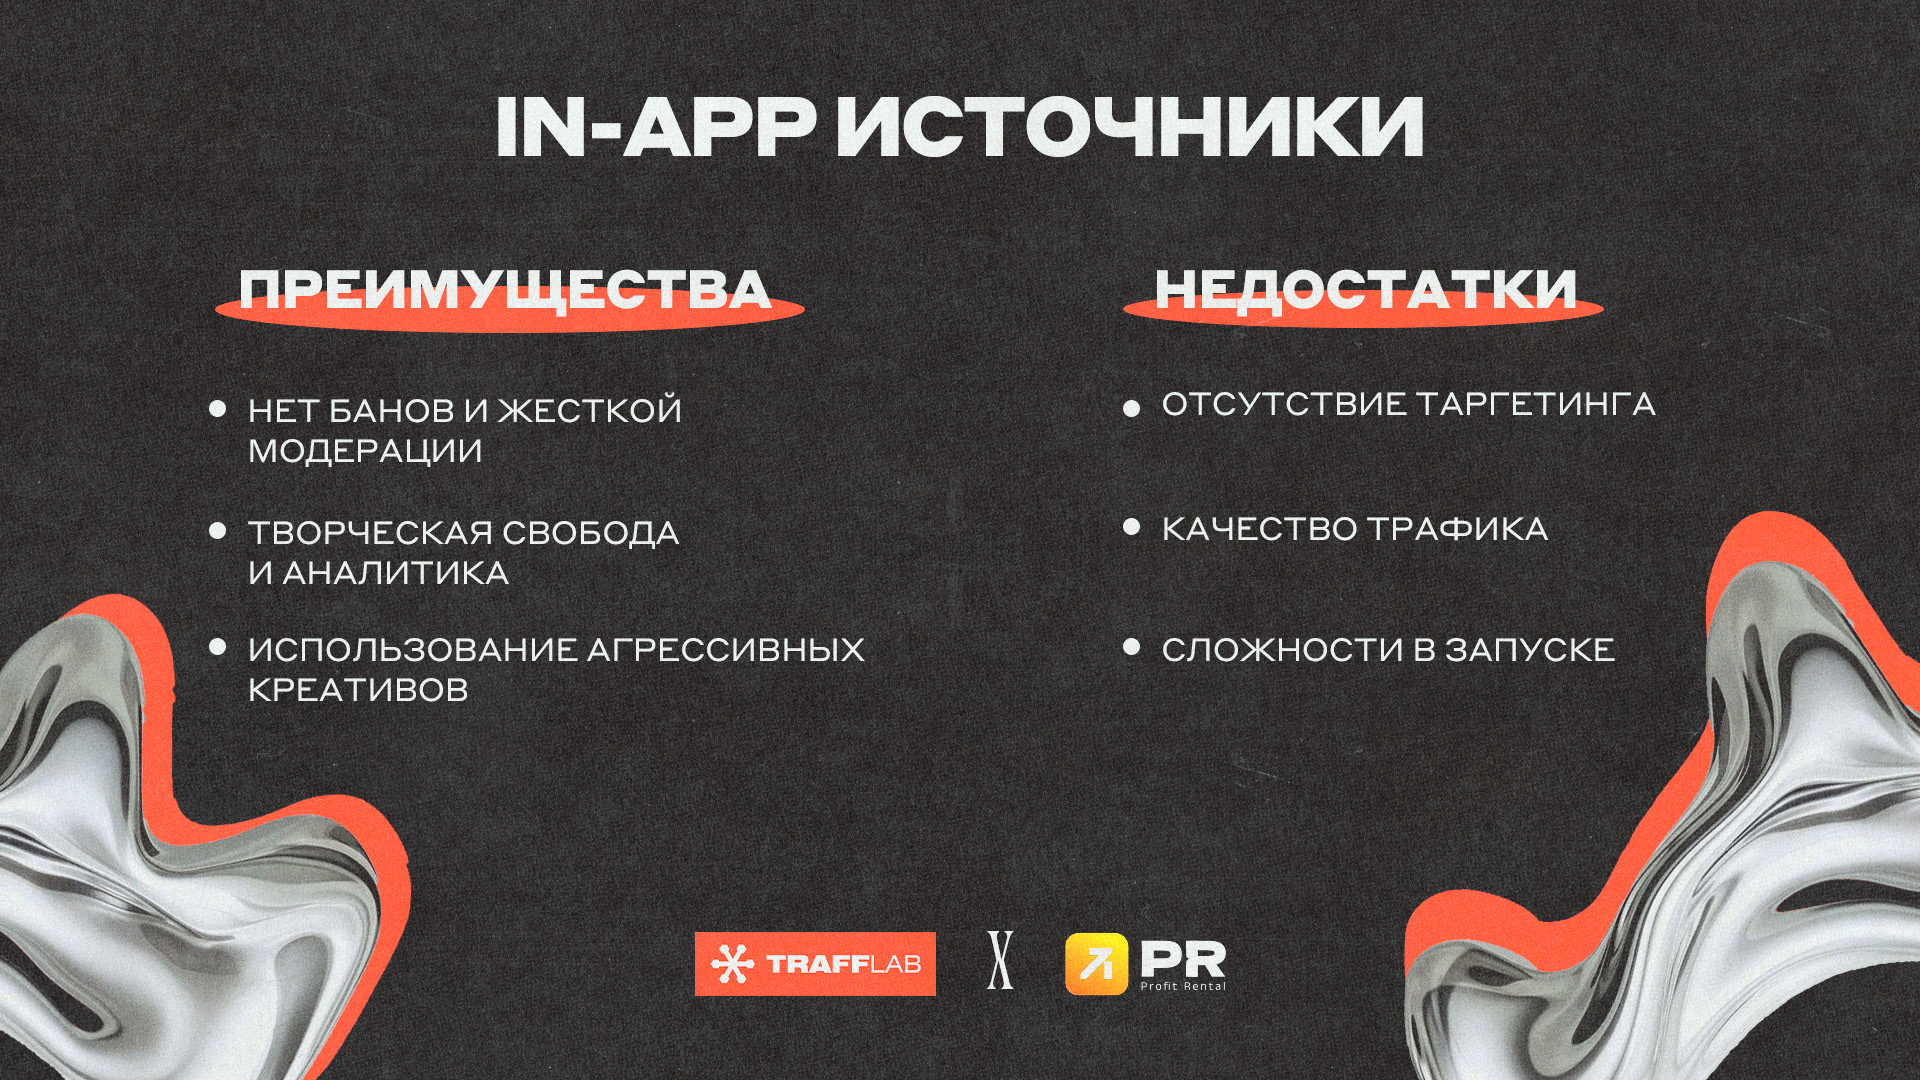 IN-APP ИСТОЧНИКИ
ПРЕИМУЩЕСТВА
НЕТ БАНОВ И ЖЕСТКОЙ
МОДЕРАЦИИ
ТВОРЧЕСКАЯ СВОБОДА
И АНАЛИТИКА
ИСПОЛЬЗОВАНИЕ АГРЕССИВНЫХ
КРЕАТИВОВ
НЕДОСТАТКИ
ОТСУТСТВИЕ ТАРГЕТИНГА
КАЧЕСТВО ТРАФИКА
СЛОЖНОСТИ В ЗАПУСКЕ
TRAFFLAB
X
PR
Profit Rental